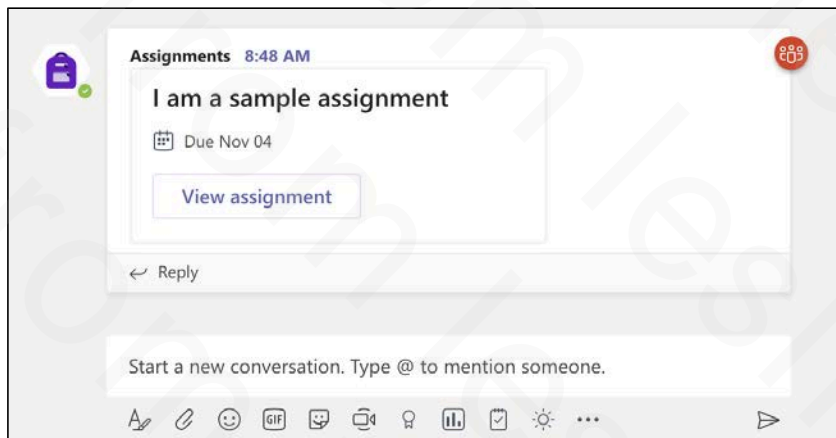 Assignments 8:48 AM
I am a sample assignment
Due Nov 04
View assignment
Reply
Start a new conversation. Type @ to mention someone.
GIF